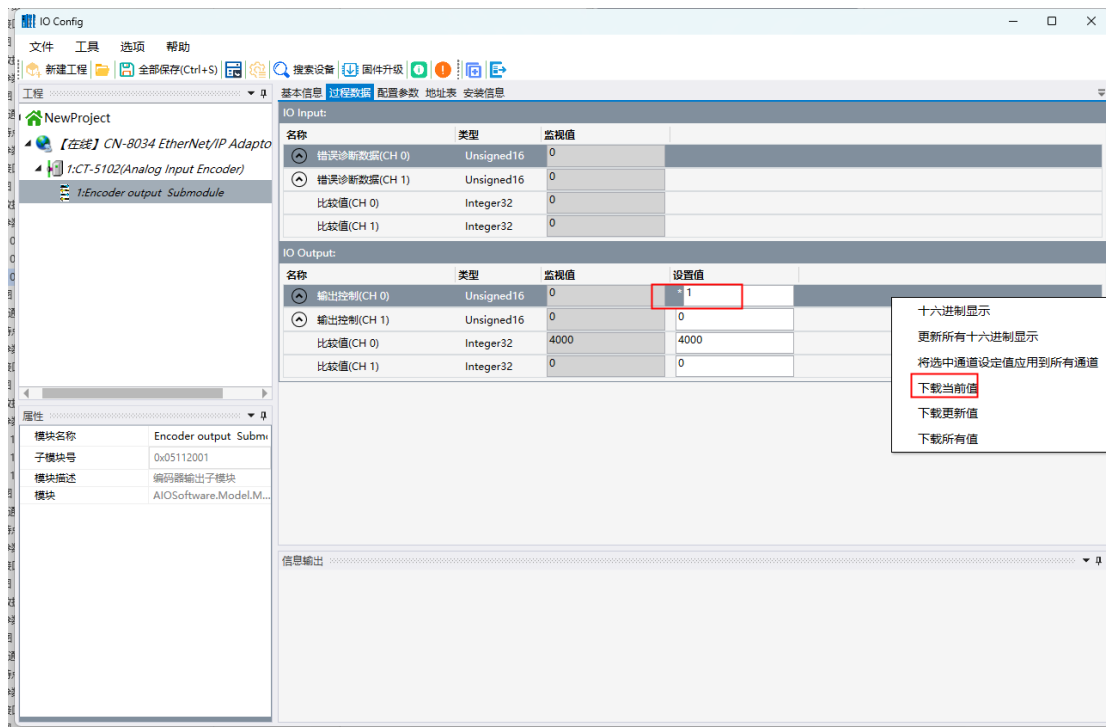 IO Config
文件 工具 选项 帮助
新建工程 全部保存(Ctrl+S) 搜索设备 固件升级
工程
NewProject
【在线】CN-8034 EtherNet/IP Adapto
1:CT-5102(Analog Input Encoder)
1:Encoder output Submodule
属性
模块名称 Encoder output Submo
子模块号 0x05112001
模块描述 编码器输出子模块
模块 AIOSoftware.Model.M...
基本信息 过程数据 配置参数 地址表 安装信息
IO Input:
名称 类型 监视值
错误诊断数据(CH 0) Unsigned16 0
错误诊断数据(CH 1) Unsigned16 0
比较值(CH 0) Integer32 0
比较值(CH 1) Integer32 0
IO Output:
名称 类型 监视值 设置值
输出控制(CH 0) Unsigned16 0 * 1
输出控制(CH 1) Unsigned16 0 0
比较值(CH 0) Integer32 4000 4000
比较值(CH 1) Integer32 0 0
十六进制显示
更新所有十六进制显示
将选中通道设定值应用到所有通道
下载当前值
下载更新值
下载所有值
信息输出